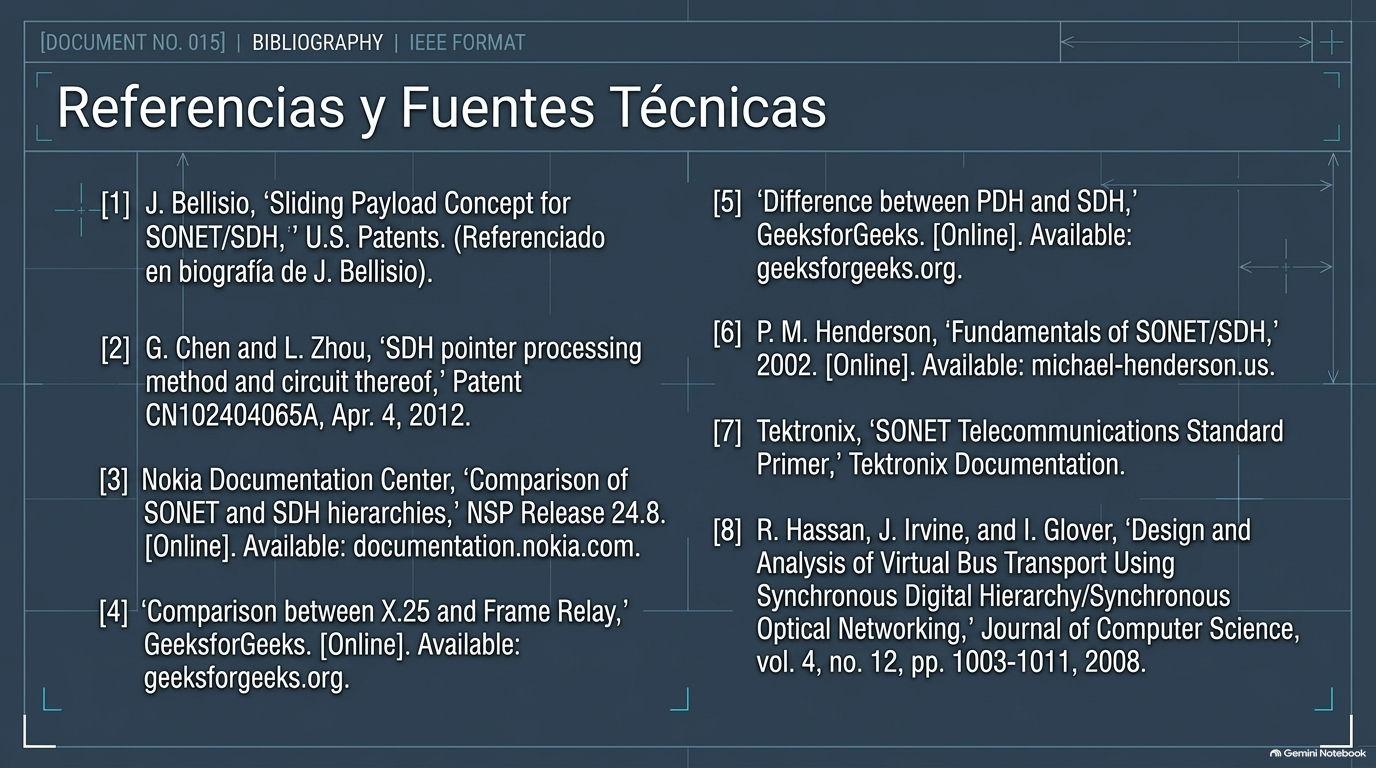 [DOCUMENT NO. 015] | BIBLIOGRAPHY | IEEE FORMAT
Referencias y Fuentes Técnicas
[1] J. Bellisio, ‘Sliding Payload Concept for
SONET/SDH,’ U.S. Patents. (Referenciado
en biografía de J. Bellisio).
[2] G. Chen and L. Zhou, ‘SDH pointer processing
method and circuit thereof,’ Patent
CN102404065A, Apr. 4, 2012.
[3] Nokia Documentation Center, ‘Comparison of
SONET and SDH hierarchies,’ NSP Release 24.8.
[Online]. Available: documentation.nokia.com.
[4] ‘Comparison between X.25 and Frame Relay,’
GeeksforGeeks. [Online]. Available:
geeksforgeeks.org.
[5] ‘Difference between PDH and SDH,’
GeeksforGeeks. [Online]. Available:
geeksforgeeks.org.
[6] P. M. Henderson, ‘Fundamentals of SONET/SDH,’
2002. [Online]. Available: michael-henderson.us.
[7] Tektronix, ‘SONET Telecommunications Standard
Primer,’ Tektronix Documentation.
[8] R. Hassan, J. Irvine, and I. Glover, ‘Design and
Analysis of Virtual Bus Transport Using
Synchronous Digital Hierarchy/Synchronous
Optical Networking,’ Journal of Computer Science,
vol. 4, no. 12, pp. 1003-1011, 2008.
Gemini Notebook